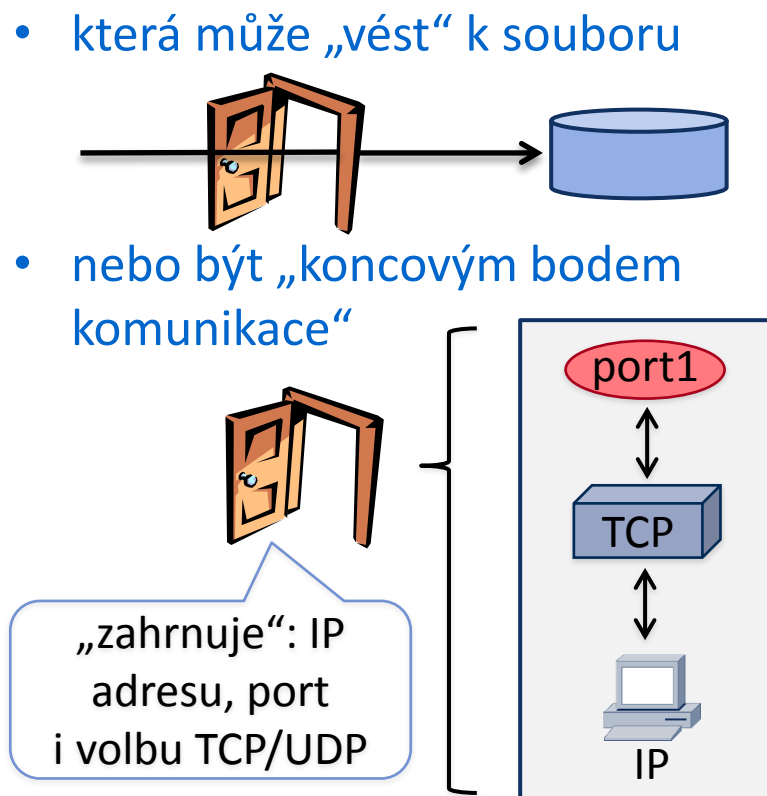 • která může „vést“ k souboru
• nebo být „koncovým bodem
komunikace“
port1
TCP
IP
„zahrnuje“: IP
adresu, port
i volbu TCP/UDP